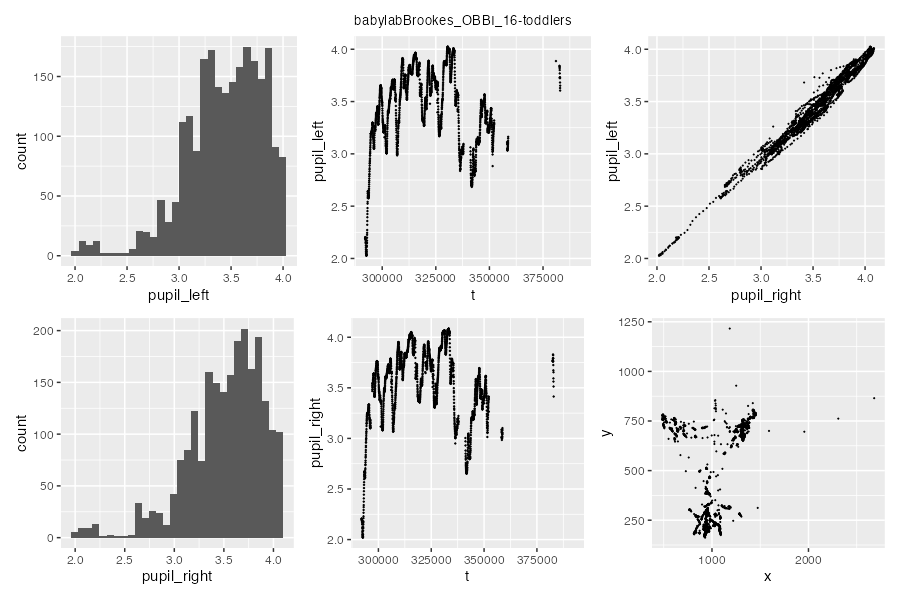 babylabBrookes_OBBI_16-toddlers
150
100
50
0
count
2.0 2.5 3.0 3.5 4.0
pupil_left
4.0
3.5
3.0
2.5
2.0
pupil_left
300000 325000 350000 375000
t
4.0
3.5
3.0
2.5
2.0
pupil_left
2.0 2.5 3.0 3.5 4.0
pupil_right
200
150
100
50
0
count
2.0 2.5 3.0 3.5 4.0
pupil_right
4.0
3.5
3.0
2.5
2.0
pupil_right
300000 325000 350000 375000
t
1250
1000
750
500
250
y
1000 2000
x